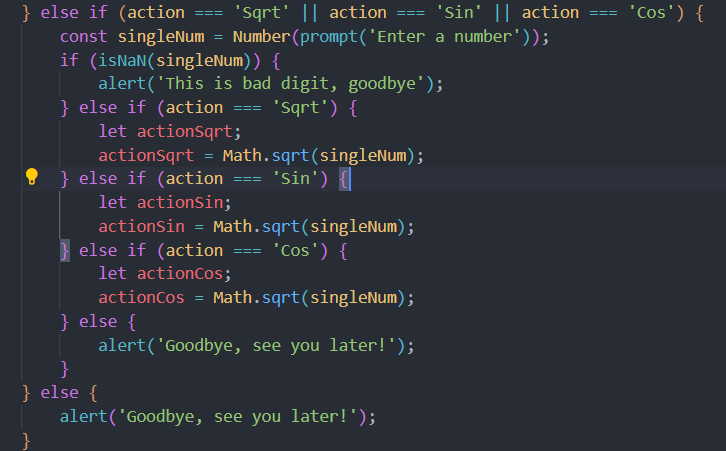 } else if (action === 'Sqrt' || action === 'Sin' || action === 'Cos') {
const singleNum = Number(prompt('Enter a number'));
if (isNaN(singleNum)) {
alert('This is bad digit, goodbye');
} else if (action === 'Sqrt') {
let actionSqrt;
actionSqrt = Math.sqrt(singleNum);
} else if (action === 'Sin') {
let actionSin;
actionSin = Math.sqrt(singleNum);
} else if (action === 'Cos') {
let actionCos;
actionCos = Math.sqrt(singleNum);
} else {
alert('Goodbye, see you later!');
}
} else {
alert('Goodbye, see you later!');
}